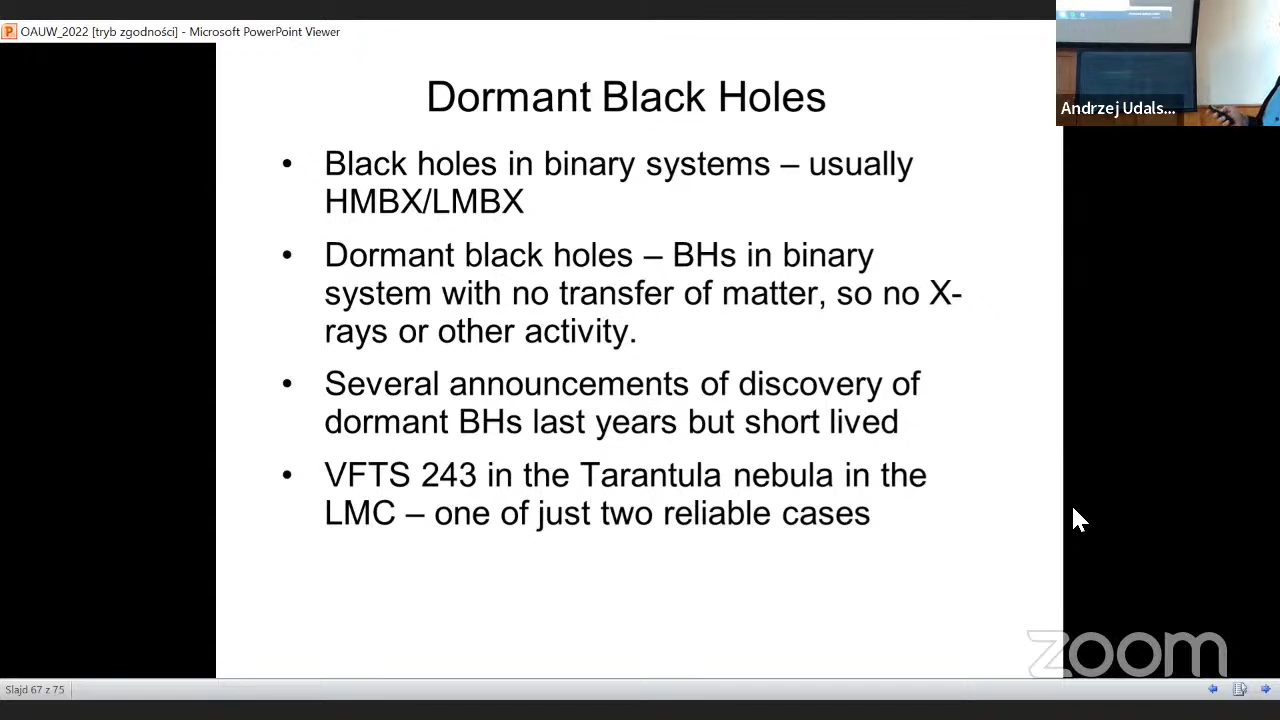 OAUW_2022 [tryb zgodności] - Microsoft PowerPoint Viewer
Andrzej Udals...
Dormant Black Holes
• Black holes in binary systems – usually
HMBX/LMBX
• Dormant black holes – BHs in binary
system with no transfer of matter, so no X-
rays or other activity.
• Several announcements of discovery of
dormant BHs last years but short lived
• VFTS 243 in the Tarantula nebula in the
LMC – one of just two reliable cases
zoom
Slajd 67 z 75